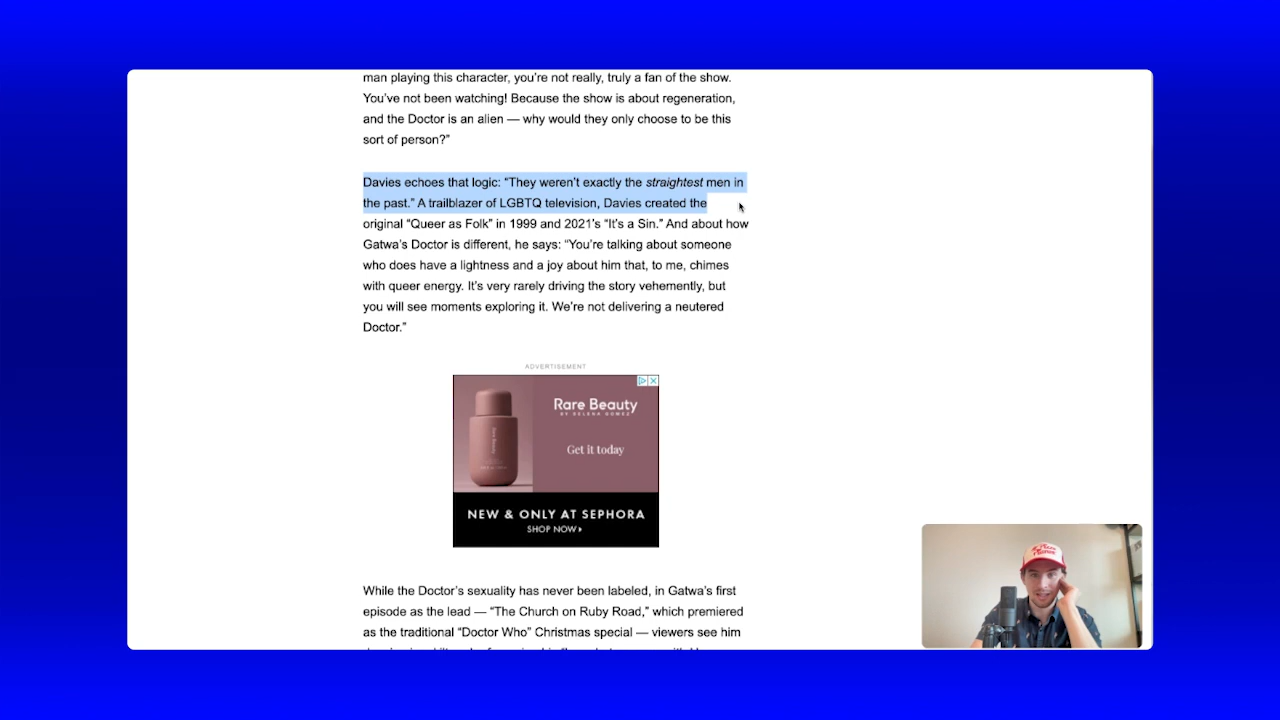 man playing this character, you’re not really, truly a fan of the show.
You’ve not been watching! Because the show is about regeneration,
and the Doctor is an alien — why would they only choose to be this
sort of person?”
Davies echoes that logic: “They weren’t exactly the straightest men in
the past.” A trailblazer of LGBTQ television, Davies created the
original “Queer as Folk” in 1999 and 2021’s “It’s a Sin.” And about how
Gatwa’s Doctor is different, he says: “You’re talking about someone
who does have a lightness and a joy about him that, to me, chimes
with queer energy. It’s very rarely driving the story vehemently, but
you will see moments exploring it. We’re not delivering a neutered
Doctor.”
ADVERTISEMENT
Rare Beauty
BY SELENA GOMEZ
Get it today
NEW & ONLY AT SEPHORA
SHOP NOW
While the Doctor’s sexuality has never been labeled, in Gatwa’s first
episode as the lead — “The Church on Ruby Road,” which premiered
as the traditional “Doctor Who” Christmas special — viewers see him